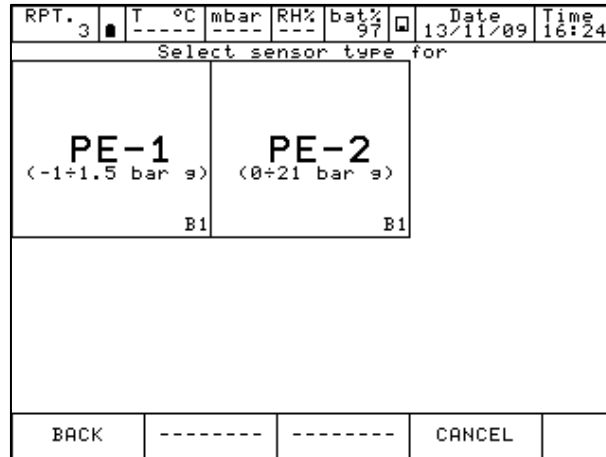 RPT. T °C mbar RH% bat% Date Time
3 ----- ---- --- 97 13/11/09 16:24
Select sensor type for
PE-1 PE-2
(-1÷1.5 bar g) (0÷21 bar g)
B1 B1
BACK -------- -------- CANCEL